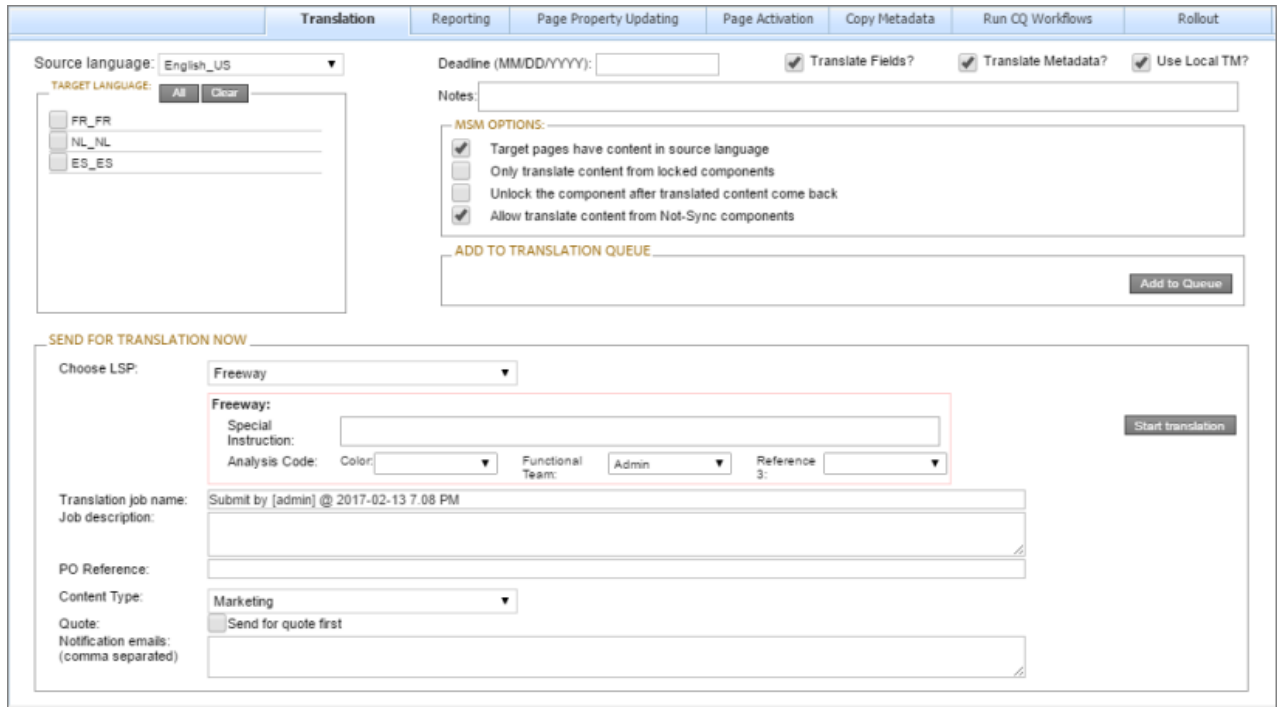 Translation Reporting Page Property Updating Page Activation Copy Metadata Run CQ Workflows Rollout
Source language: English_US Deadline (MM/DD/YYYY): Translate Fields? Translate Metadata? Use Local TM?
TARGET LANGUAGE: All Clear
Notes:
FR_FR
NL_NL
ES_ES
MSM OPTIONS:
Target pages have content in source language
Only translate content from locked components
Unlock the component after translated content come back
Allow translate content from Not-Sync components
ADD TO TRANSLATION QUEUE
Add to Queue
SEND FOR TRANSLATION NOW
Choose LSP: Freeway
Freeway:
Special
Instruction:
Start translation
Analysis Code: Color: Functional
Team: Admin Reference
3:
Translation job name: Submit by [admin] @ 2017-02-13 7.08 PM
Job description:
PO Reference:
Content Type: Marketing
Quote: Send for quote first
Notification emails:
(comma separated)